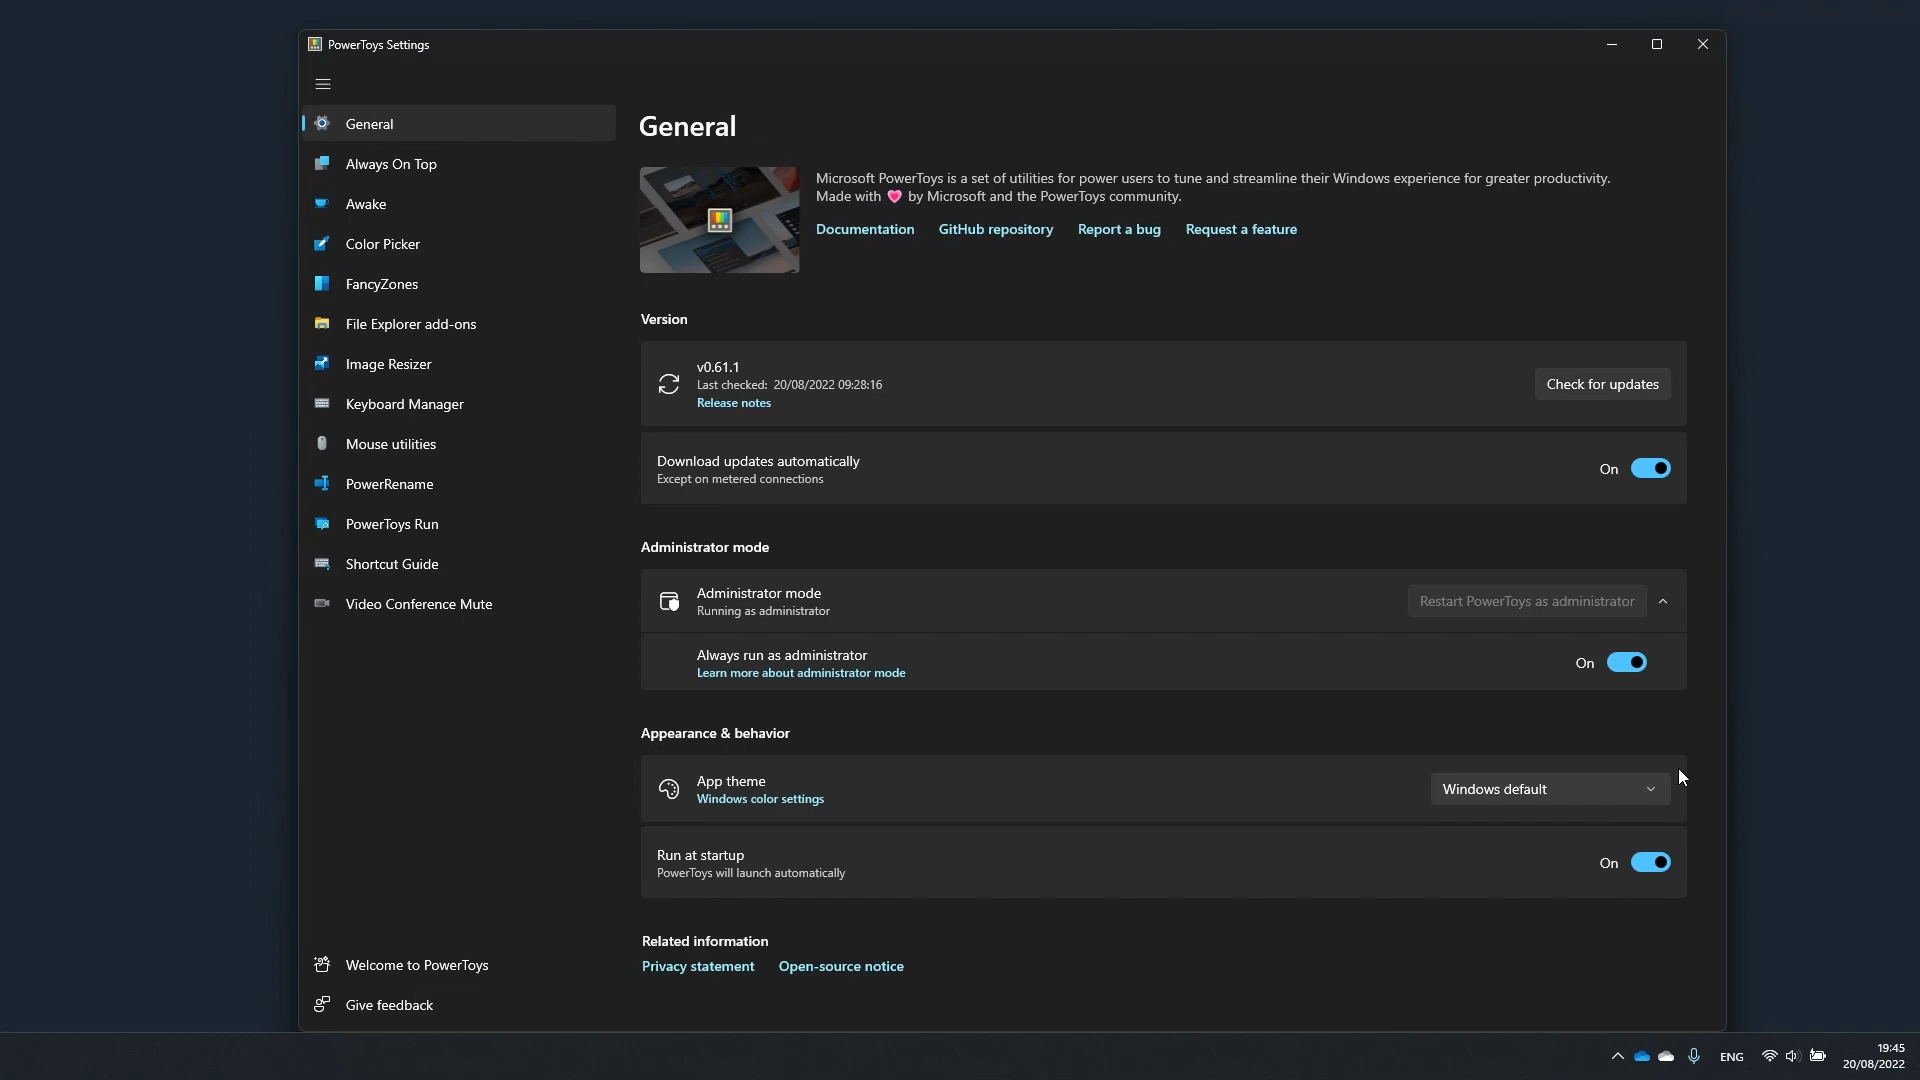 PowerToys Settings
General
Always On Top
Awake
Color Picker
FancyZones
File Explorer add-ons
Image Resizer
Keyboard Manager
Mouse utilities
PowerRename
PowerToys Run
Shortcut Guide
Video Conference Mute
Welcome to PowerToys
Give feedback
General
Microsoft PowerToys is a set of utilities for power users to tune and streamline their Windows experience for greater productivity.
Made with 💗 by Microsoft and the PowerToys community.
Documentation GitHub repository Report a bug Request a feature
Version
v0.61.1
Last checked: 20/08/2022 09:28:16
Release notes
Check for updates
Download updates automatically
Except on metered connections
On
Administrator mode
Administrator mode
Running as administrator
Restart PowerToys as administrator
Always run as administrator
Learn more about administrator mode
On
Appearance & behavior
App theme
Windows color settings
Windows default
Run at startup
PowerToys will launch automatically
On
Related information
Privacy statement Open-source notice
ENG
19:45
20/08/2022